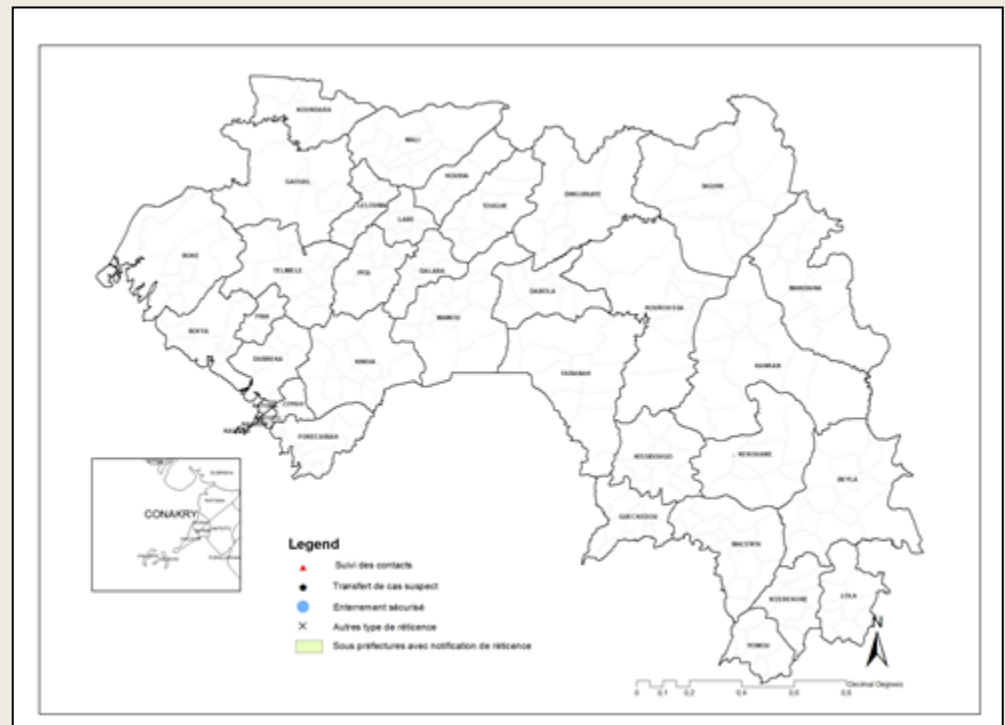 KOUNDARA
MALI
GAOUAL
KOUBIA
LELOUMA
LABE
TOUGUE
DINGUIRAYE
SIGUIRI
BOKE
TELIMELE
PITA
DALABA
DABOLA
MANDIANA
KOUROUSSA
BOFFA
FRIA
MAMOU
DUBREKA
KINDIA
FARANAH
KANKAN
COYAH
FORECARIAH
KISSIDOUGO
KEROUANE
BEYLA
GUECKEDOU
MACENTA
N'ZEREKORE
LOLA
YOMOU
CONAKRY
Legend
Suivi des contacts
Transfert de cas suspect
Enterrement sécurisé
Autres type de réticence
Sous préfectures avec notification de réticence
N
0 0,1 0,2 0,4 0,6 0,8 Decimal Degrees